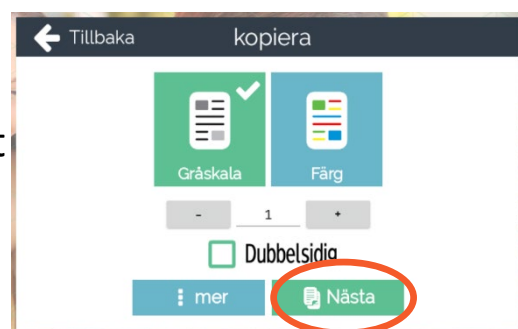 Tillbaka kopiera
t
Gråskala Färg
- 1 +
Dubbelsidig
mer Nästa